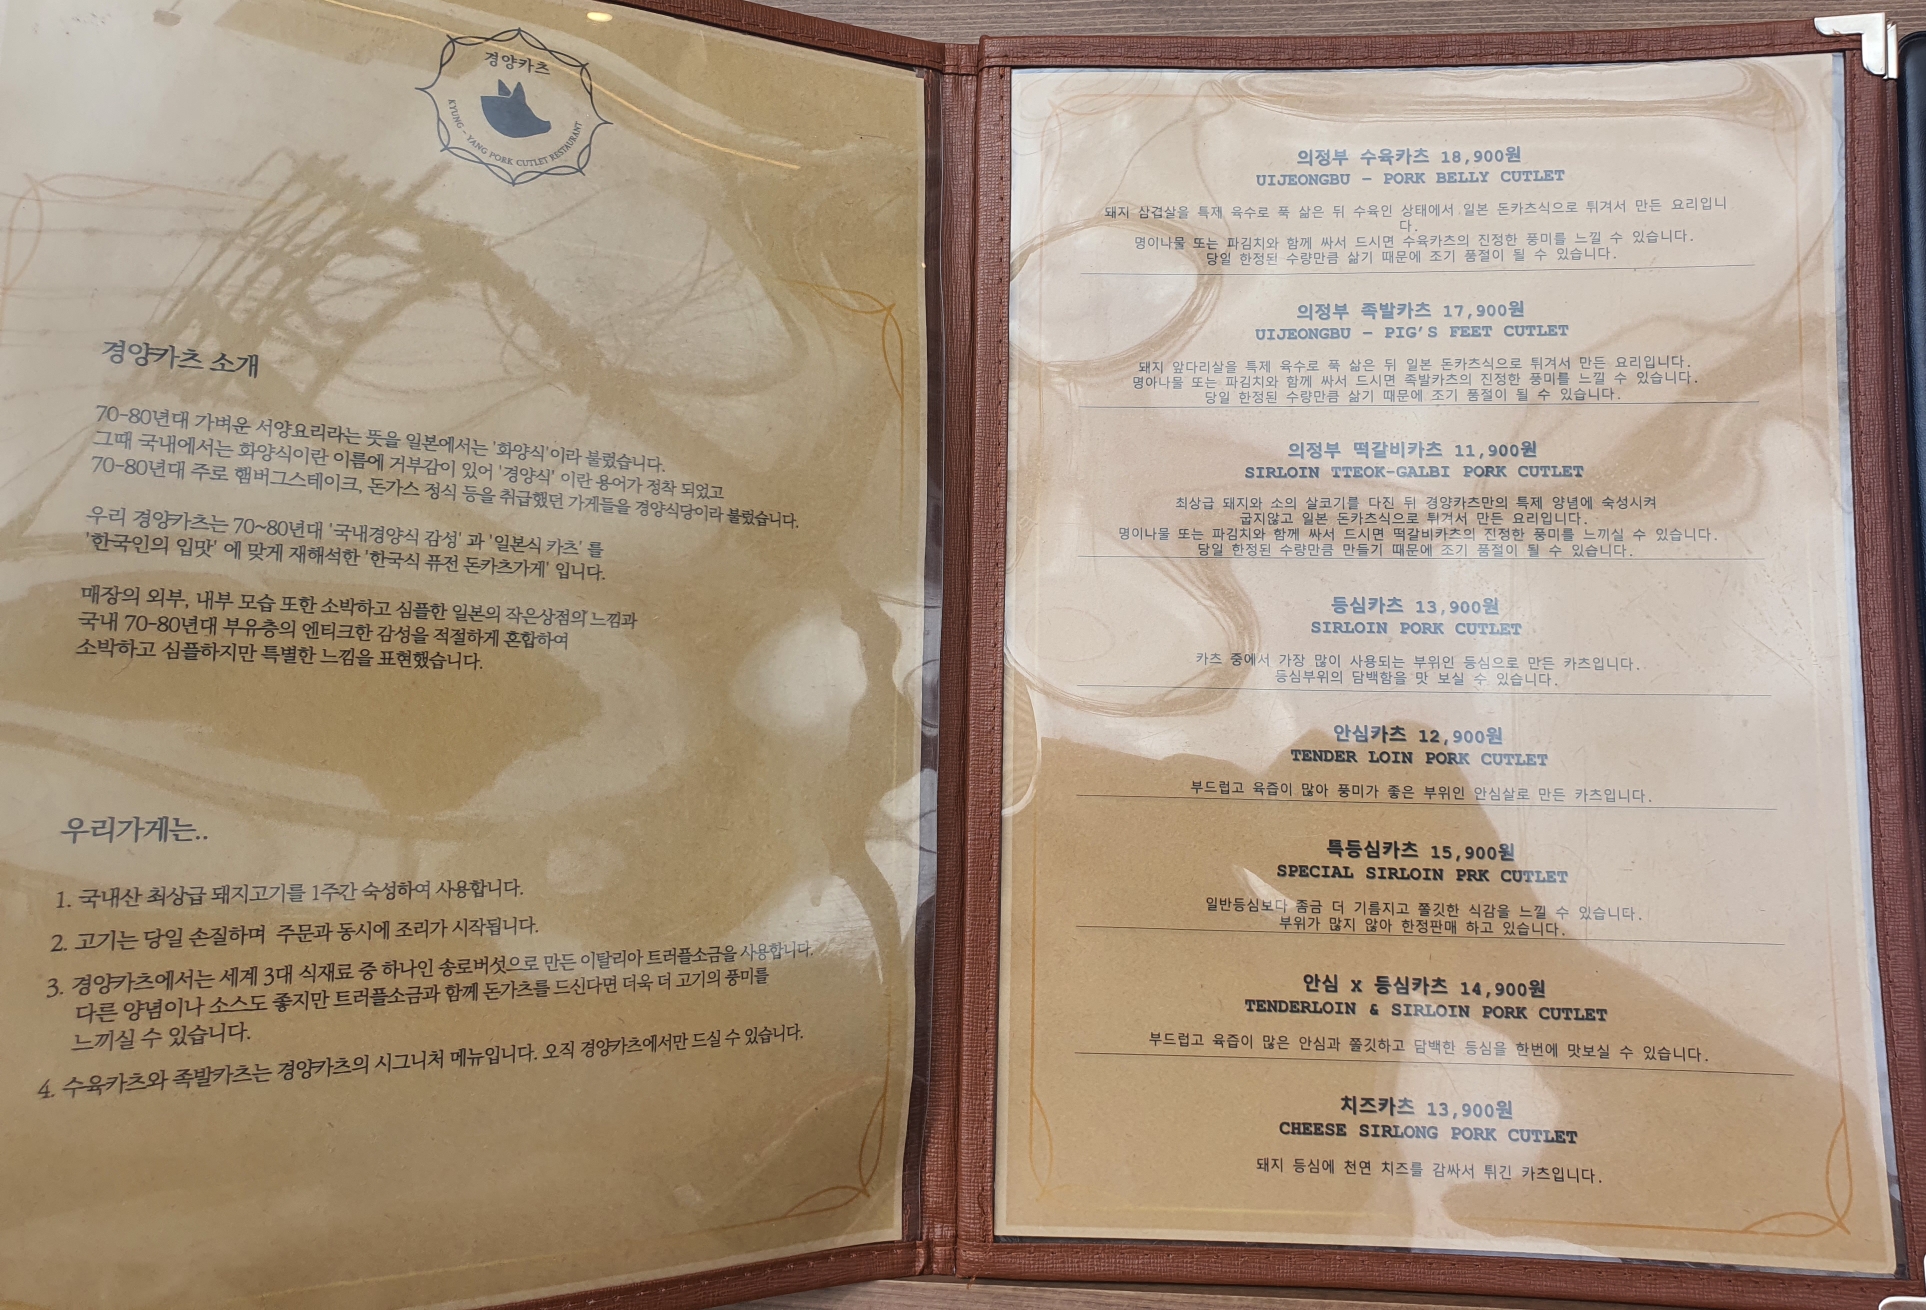 경양카츠
KYUNG - YANG PORK CUTLET RESTAURANT
경양카츠 소개
70-80년대 가벼운 서양요리라는 뜻을 일본에서는 '화양식'이라 불렀습니다.
그때 국내에서는 화양식이란 이름에 거부감이 있어 '경양식' 이란 용어가 정착 되었고
70-80년대 주로 햄버그스테이크, 돈가스 정식 등을 취급했던 가게들을 경양식당이라 불렀습니다.
우리 경양카츠는 70~80년대 '국내경양식 감성' 과 '일본식 카츠' 를
'한국인의 입맛' 에 맞게 재해석한 '한국식 퓨전 돈카츠가게' 입니다.
매장의 외부, 내부 모습 또한 소박하고 심플한 일본의 작은상점의 느낌과
국내 70-80년대 부유층의 엔티크한 감성을 적절하게 혼합하여
소박하고 심플하지만 특별한 느낌을 표현했습니다.
우리가게는..
1. 국내산 최상급 돼지고기를 1주간 숙성하여 사용합니다.
2. 고기는 당일 손질하며 주문과 동시에 조리가 시작됩니다.
3. 경양카츠에서는 세계 3대 식재료 중 하나인 송로버섯으로 만든 이탈리아 트러플소금을 사용합니다.
다른 양념이나 소스도 좋지만 트러플소금과 함께 돈가츠를 드신다면 더욱 더 고기의 풍미를
느끼실 수 있습니다.
4. 수육카츠와 족발카츠는 경양카츠의 시그니처 메뉴입니다. 오직 경양카츠에서만 드실 수 있습니다.
의정부 수육카츠 18,900원
UIJEONGBU - PORK BELLY CUTLET
돼지 삼겹살을 특제 육수로 푹 삶은 뒤 수육인 상태에서 일본 돈카츠식으로 튀겨서 만든 요리입니
다.
명이나물 또는 파김치와 함께 싸서 드시면 수육카츠의 진정한 풍미를 느낄 수 있습니다.
당일 한정된 수량만큼 삶기 때문에 조기 품절이 될 수 있습니다.
의정부 족발카츠 17,900원
UIJEONGBU - PIG'S FEET CUTLET
돼지 앞다리살을 특제 육수로 푹 삶은 뒤 일본 돈카츠식으로 튀겨서 만든 요리입니다.
명아나물 또는 파김치와 함께 싸서 드시면 족발카츠의 진정한 풍미를 느낄 수 있습니다.
당일 한정된 수량만큼 삶기 때문에 조기 품절이 될 수 있습니다.
의정부 떡갈비카츠 11,900원
SIRLOIN TTEOK-GALBI PORK CUTLET
최상급 돼지와 소의 살코기를 다진 뒤 경양카츠만의 특제 양념에 숙성시켜
굽지않고 일본 돈카츠식으로 튀겨서 만든 요리입니다.
명이나물 또는 파김치와 함께 싸서 드시면 떡갈비카츠의 진정한 풍미를 느끼실 수 있습니다.
당일 한정된 수량만큼 만들기 때문에 조기 품절이 될 수 있습니다.
등심카츠 13,900원
SIRLOIN PORK CUTLET
카츠 중에서 가장 많이 사용되는 부위인 등심으로 만든 카츠입니다.
등심부위의 담백함을 맛 보실 수 있습니다.
안심카츠 12,900원
TENDER LOIN PORK CUTLET
부드럽고 육즙이 많아 풍미가 좋은 부위인 안심살로 만든 카츠입니다.
특등심카츠 15,900원
SPECIAL SIRLOIN PRK CUTLET
일반등심보다 좀금 더 기름지고 쫄깃한 식감을 느낄 수 있습니다.
부위가 많지 않아 한정판매 하고 있습니다.
안심 X 등심카츠 14,900원
TENDERLOIN & SIRLOIN PORK CUTLET
부드럽고 육즙이 많은 안심과 쫄깃하고 담백한 등심을 한번에 맛보실 수 있습니다.
치즈카츠 13,900원
CHEESE SIRLONG PORK CUTLET
돼지 등심에 천연 치즈를 감싸서 튀긴 카츠입니다.